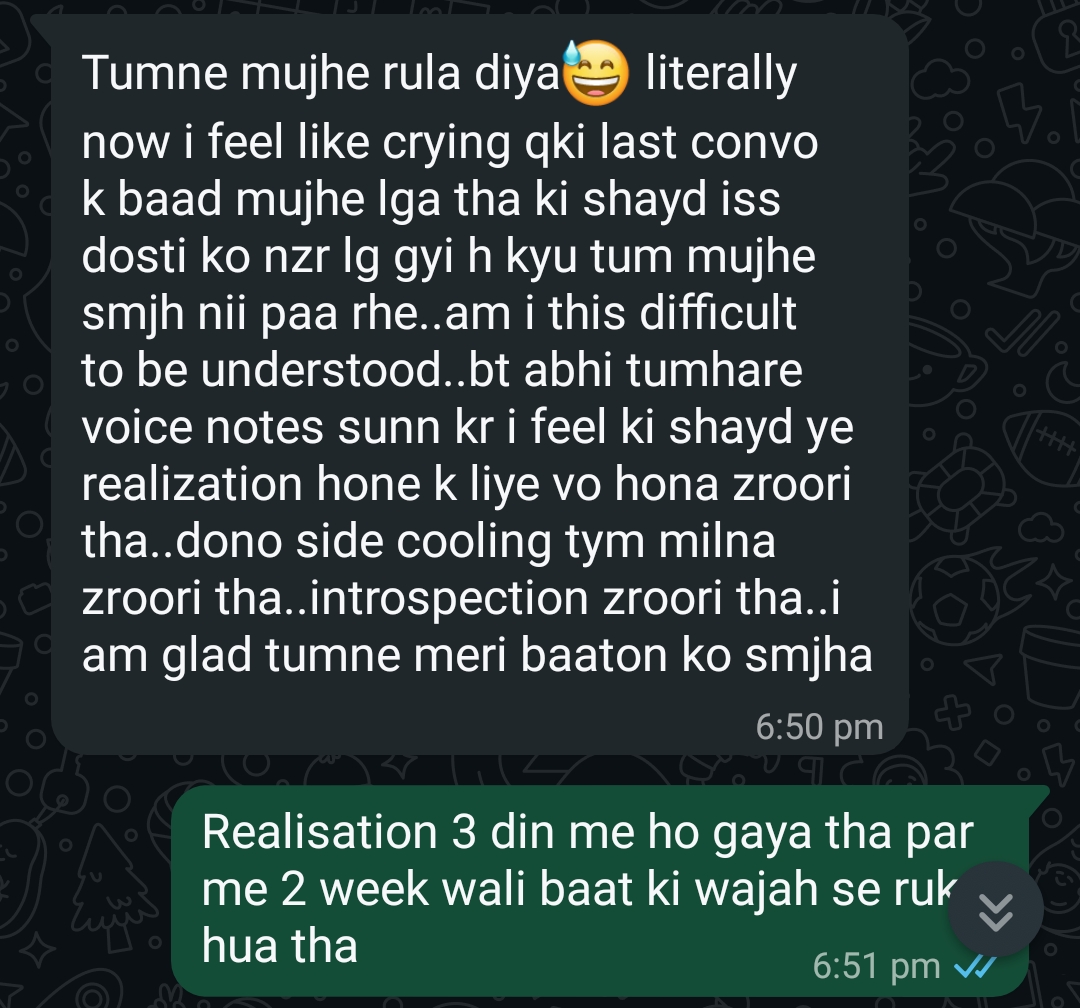 Tumne mujhe rula diya😅 literally
now i feel like crying qki last convo
k baad mujhe lga tha ki shayd iss
dosti ko nzr lg gyi h kyu tum mujhe
smjh nii paa rhe..am i this difficult
to be understood..bt abhi tumhare
voice notes sunn kr i feel ki shayd ye
realization hone k liye vo hona zroori
tha..dono side cooling tym milna
zroori tha..introspection zroori tha..i
am glad tumne meri baaton ko smjha
6:50 pm
Realisation 3 din me ho gaya tha par
me 2 week wali baat ki wajah se
hua tha
6:51 pm